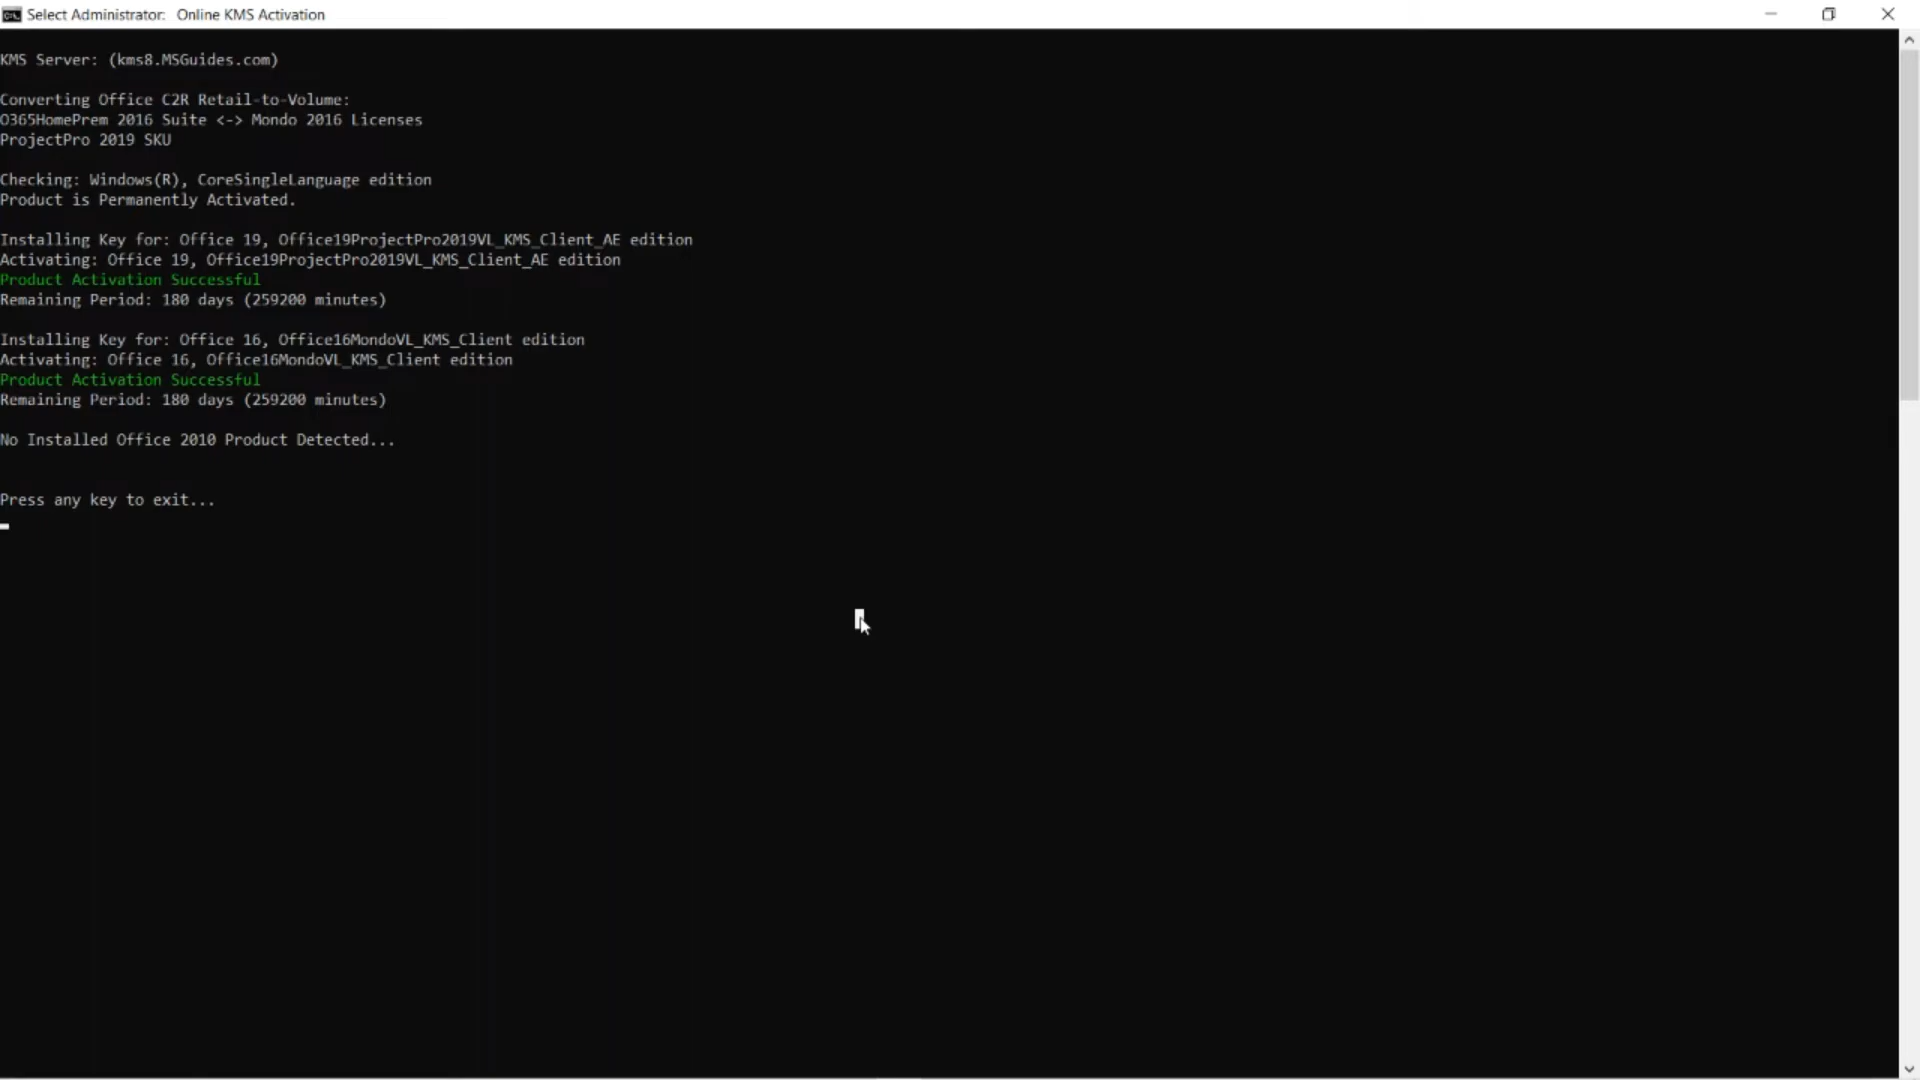 Select Administrator:  Online KMS Activation
KMS Server: (kms8.MSGuides.com)
Converting Office C2R Retail-to-Volume:
O365HomePrem 2016 Suite <-> Mondo 2016 Licenses
ProjectPro 2019 SKU
Checking: Windows(R), CoreSingleLanguage edition
Product is Permanently Activated.
Installing Key for: Office 19, Office19ProjectPro2019VL_KMS_Client_AE edition
Activating: Office 19, Office19ProjectPro2019VL_KMS_Client_AE edition
Product Activation Successful
Remaining Period: 180 days (259200 minutes)
Installing Key for: Office 16, Office16MondoVL_KMS_Client edition
Activating: Office 16, Office16MondoVL_KMS_Client edition
Product Activation Successful
Remaining Period: 180 days (259200 minutes)
No Installed Office 2010 Product Detected...
Press any key to exit...